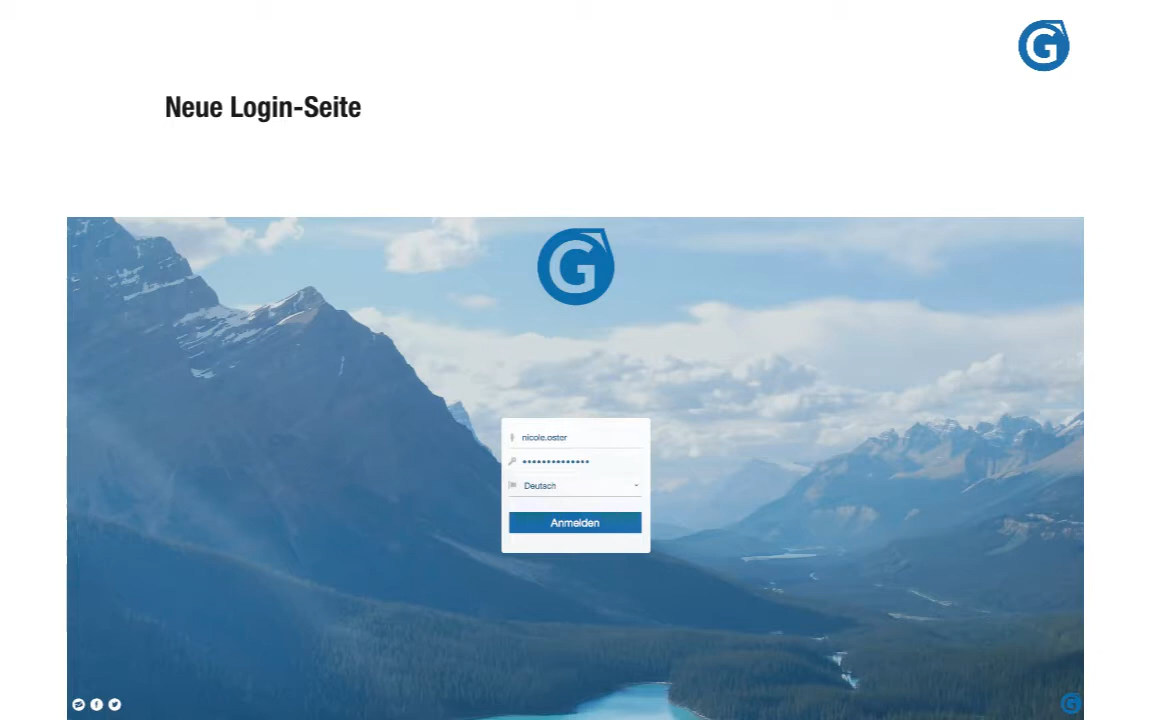 G
Neue Login-Seite
G
nicole.oster
••••••••••••••
Deutsch
Anmelden
G